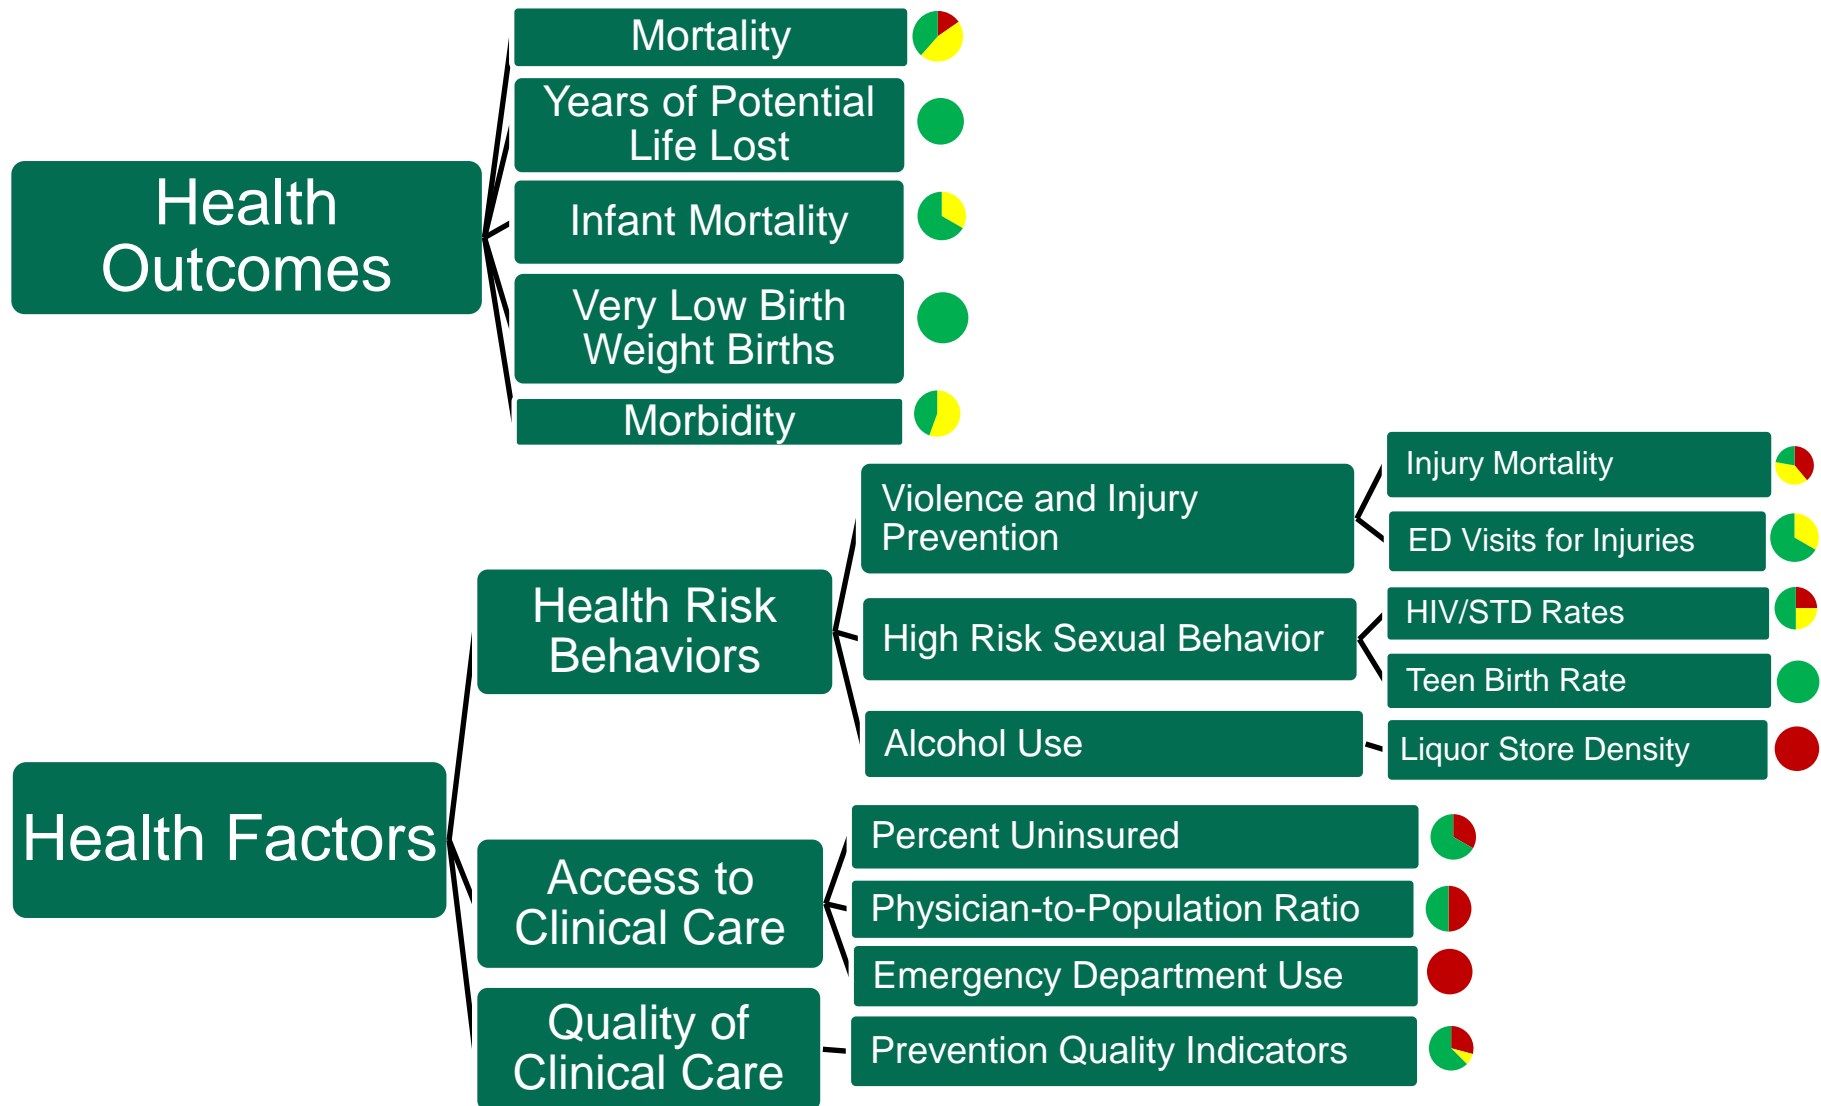 Health
Outcomes
Mortality
Years of Potential
Life Lost
Infant Mortality
Very Low Birth
Weight Births
Morbidity
Health Factors
Health Risk
Behaviors
Violence and Injury
Prevention
Injury Mortality
ED Visits for Injuries
High Risk Sexual Behavior
HIV/STD Rates
Teen Birth Rate
Alcohol Use
Liquor Store Density
Access to
Clinical Care
Percent Uninsured
Physician-to-Population Ratio
Emergency Department Use
Quality of
Clinical Care
Prevention Quality Indicators